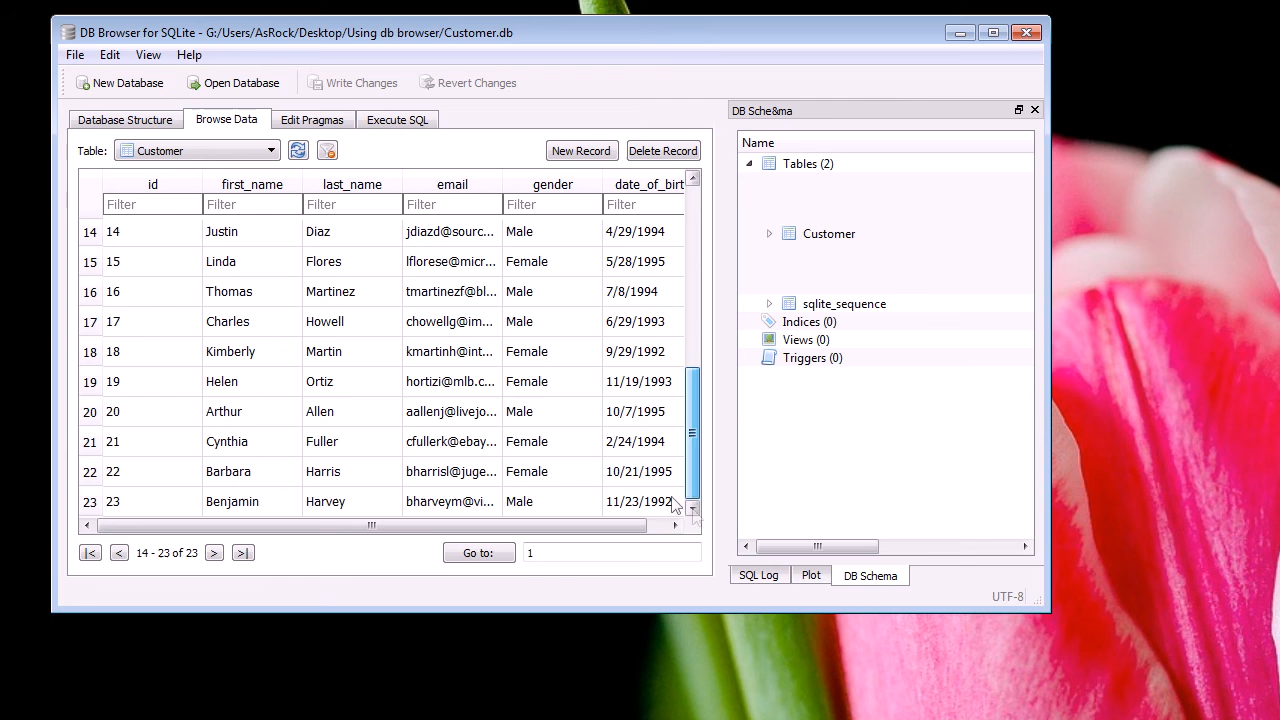 DB Browser for SQLite - G:/Users/AsRock/Desktop/Using db browser/Customer.db
File Edit View Help
New Database Open Database Write Changes Revert Changes
Database Structure Browse Data Edit Pragmas Execute SQL
Table: Customer New Record Delete Record
id first_name last_name email gender date_of_birt
Filter Filter Filter Filter Filter Filter
14 14 Justin Diaz jdiazd@sourc... Male 4/29/1994
15 15 Linda Flores lflorese@micr... Female 5/28/1995
16 16 Thomas Martinez tmartinezf@bl... Male 7/8/1994
17 17 Charles Howell chowellg@im... Male 6/29/1993
18 18 Kimberly Martin kmartinh@int... Female 9/29/1992
19 19 Helen Ortiz hortizi@mlb.c... Female 11/19/1993
20 20 Arthur Allen aallenj@livejo... Male 10/7/1995
21 21 Cynthia Fuller cfullerk@ebay... Female 2/24/1994
22 22 Barbara Harris bharrisl@juge... Female 10/21/1995
23 23 Benjamin Harvey bharveym@vi... Male 11/23/1992
14 - 23 of 23 Go to: 1
DB Sche&ma
Name
Tables (2)
Customer
sqlite_sequence
Indices (0)
Views (0)
Triggers (0)
SQL Log Plot DB Schema
UTF-8